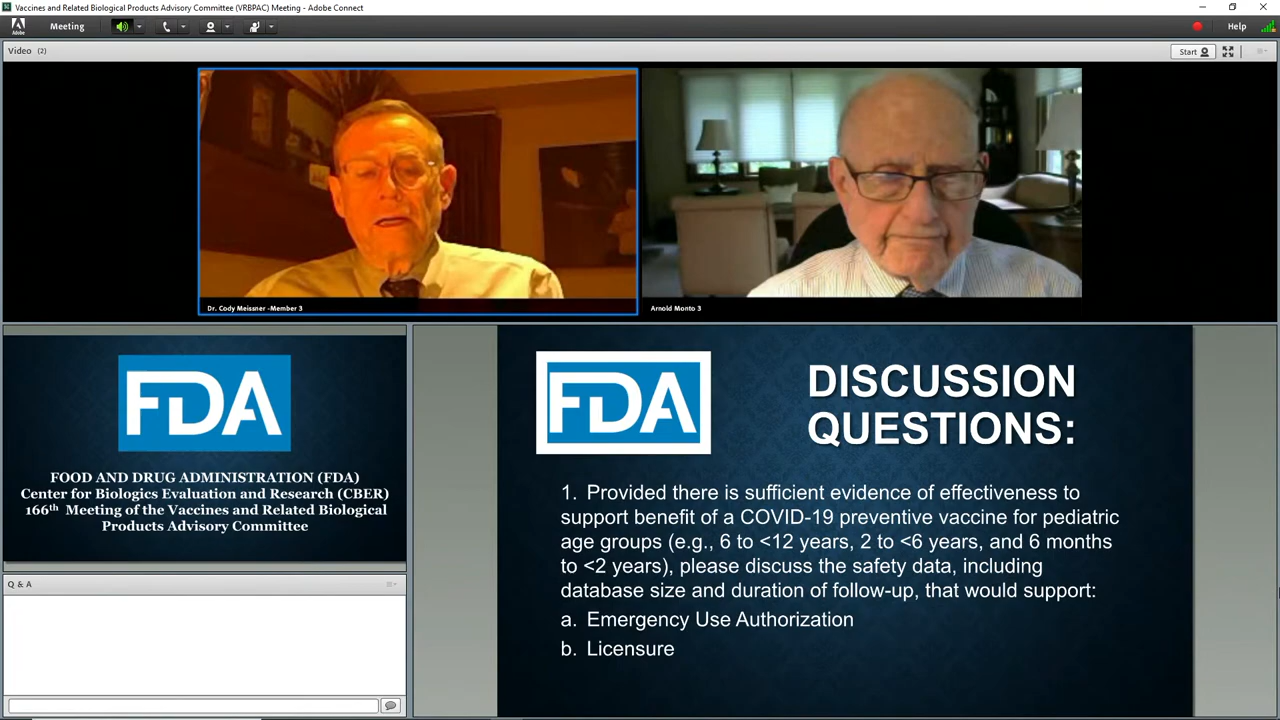 Vaccines and Related Biological Products Advisory Committee (VRBPAC) Meeting - Adobe Connect
Adobe
Meeting
Help
Video (2)
Start
Dr. Cody Meissner -Member 3
Arnold Monto 3
FDA
FOOD AND DRUG ADMINISTRATION (FDA)
Center for Biologics Evaluation and Research (CBER)
166th Meeting of the Vaccines and Related Biological
Products Advisory Committee
Q & A
FDA
DISCUSSION
QUESTIONS:
1. Provided there is sufficient evidence of effectiveness to
support benefit of a COVID-19 preventive vaccine for pediatric
age groups (e.g., 6 to <12 years, 2 to <6 years, and 6 months
to <2 years), please discuss the safety data, including
database size and duration of follow-up, that would support:
a. Emergency Use Authorization
b. Licensure